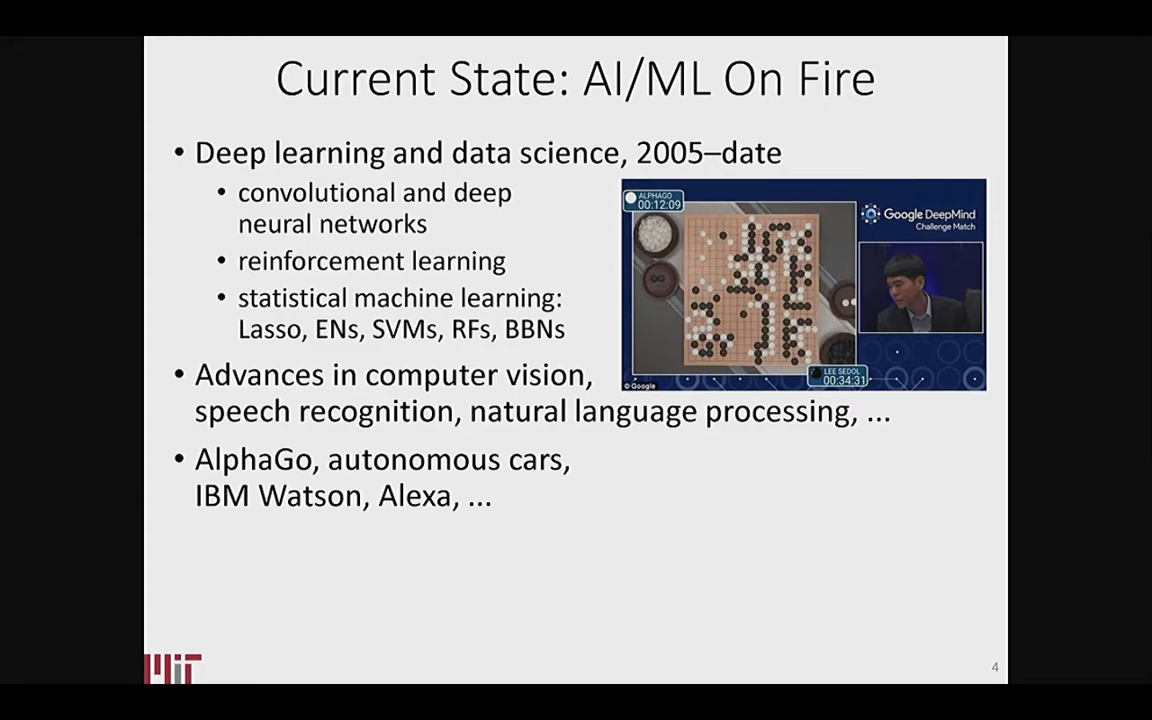 Current State: AI/ML On Fire
• Deep learning and data science, 2005–date
• convolutional and deep
neural networks
• reinforcement learning
• statistical machine learning:
Lasso, ENs, SVMs, RFs, BBNs
ALPHAGO
00:12:09
Google DeepMind
Challenge Match
LEE SEDOL
00:34:31
© Google
• Advances in computer vision,
speech recognition, natural language processing, ...
• AlphaGo, autonomous cars,
IBM Watson, Alexa, ...
MIT
4